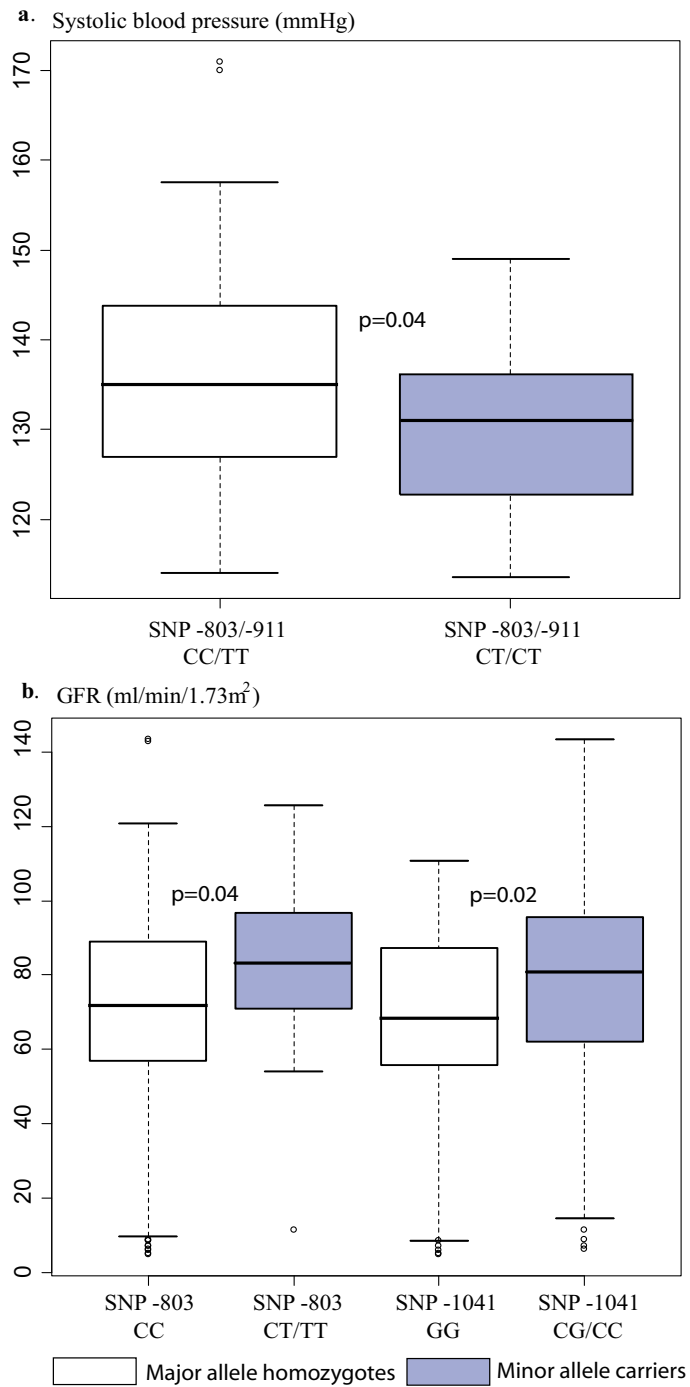 a. Systolic blood pressure (mmHg)
170
160
150
140
130
120
p=0.04
SNP -803/-911 SNP -803/-911
CC/TT CT/CT
b. GFR (ml/min/1.73m²)
140
120
100
80
60
40
20
0
p=0.04 p=0.02
SNP -803 SNP -803 SNP -1041 SNP -1041
CC CT/TT GG CG/CC
Major allele homozygotes Minor allele carriers